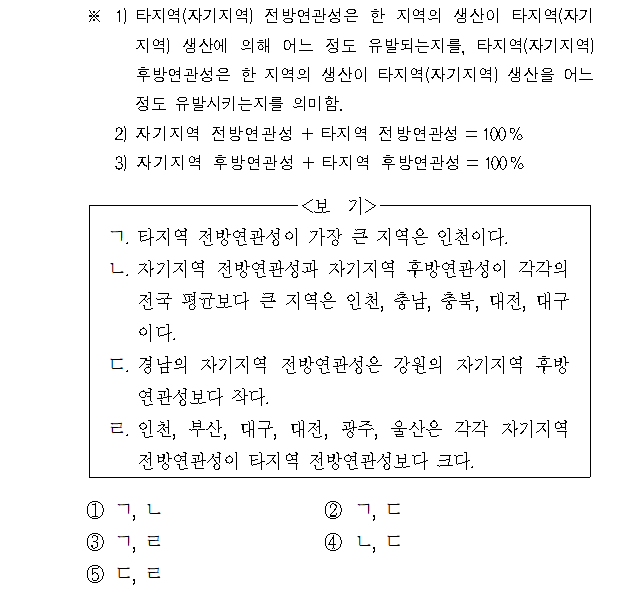 ※ 1) 타지역(자기지역) 전방연관성은 한 지역의 생산이 타지역(자기
지역) 생산에 의해 어느 정도 유발되는지를, 타지역(자기지역)
후방연관성은 한 지역의 생산이 타지역(자기지역) 생산을 어느
정도 유발시키는지를 의미함.
2) 자기지역 전방연관성 + 타지역 전방연관성 = 100%
3) 자기지역 후방연관성 + 타지역 후방연관성 = 100%
<보 기>
ㄱ. 타지역 전방연관성이 가장 큰 지역은 인천이다.
ㄴ. 자기지역 전방연관성과 자기지역 후방연관성이 각각의
전국 평균보다 큰 지역은 인천, 충남, 충북, 대전, 대구
이다.
ㄷ. 경남의 자기지역 전방연관성은 강원의 자기지역 후방
연관성보다 작다.
ㄹ. 인천, 부산, 대구, 대전, 광주, 울산은 각각 자기지역
전방연관성이 타지역 전방연관성보다 크다.
① ㄱ, ㄴ ② ㄱ, ㄷ
③ ㄱ, ㄹ ④ ㄴ, ㄷ
⑤ ㄷ, ㄹ